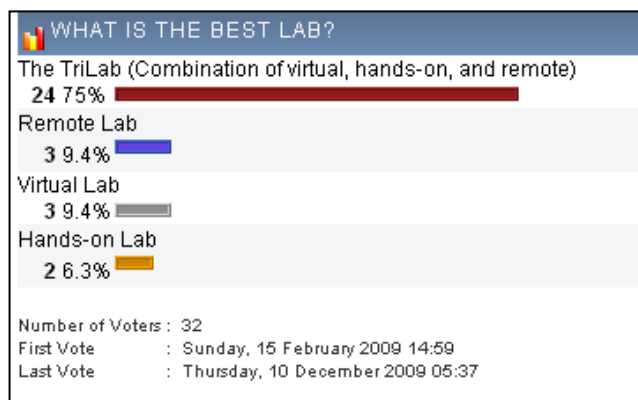 WHAT IS THE BEST LAB?
The TriLab (Combination of virtual, hands-on, and remote)
24 75%
Remote Lab
3 9.4%
Virtual Lab
3 9.4%
Hands-on Lab
2 6.3%
Number of Voters : 32
First Vote : Sunday, 15 February 2009 14:59
Last Vote : Thursday, 10 December 2009 05:37